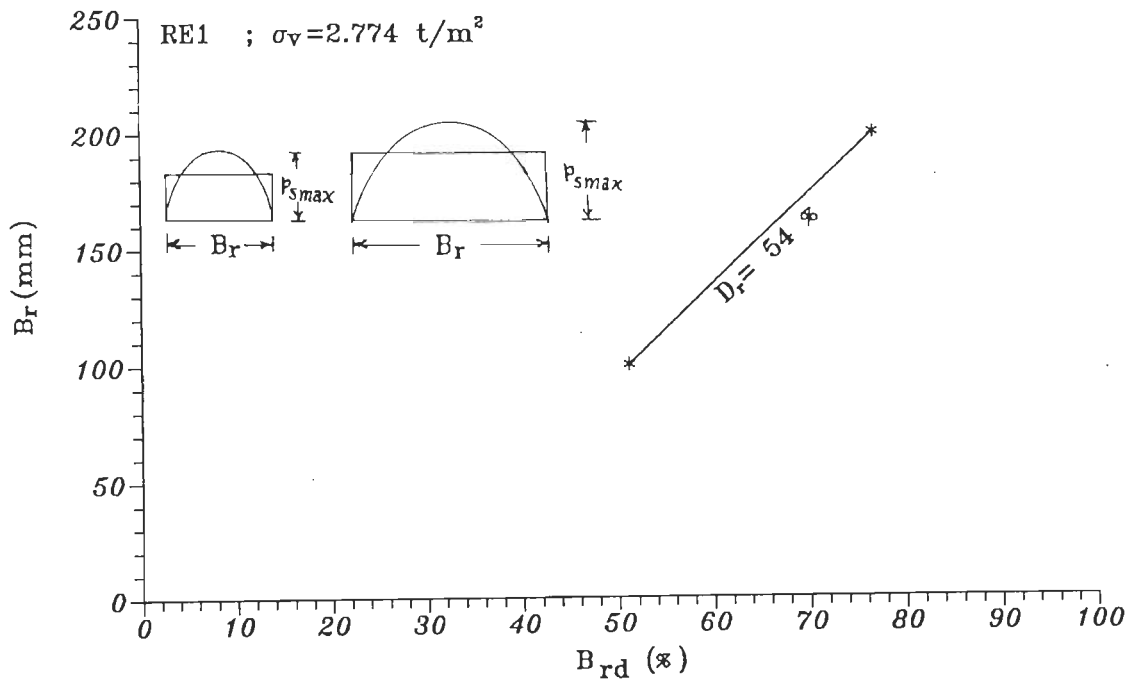 RE1 ; σv=2.774 t/m²
250
200
150
100
50
0
Br(mm)
psmax
psmax
Br
Br
Dr= 54 %
0 10 20 30 40 50 60 70 80 90 100
Brd (%)